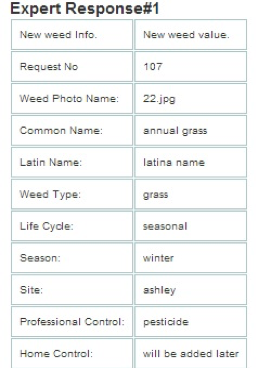 Expert Response#1
New weed Info. New weed value.
Request No 107
Weed Photo Name: 22.jpg
Common Name: annual grass
Latin Name: latina name
Weed Type: grass
Life Cycle: seasonal
Season: winter
Site: ashley
Professional Control: pesticide
Home Control: will be added later